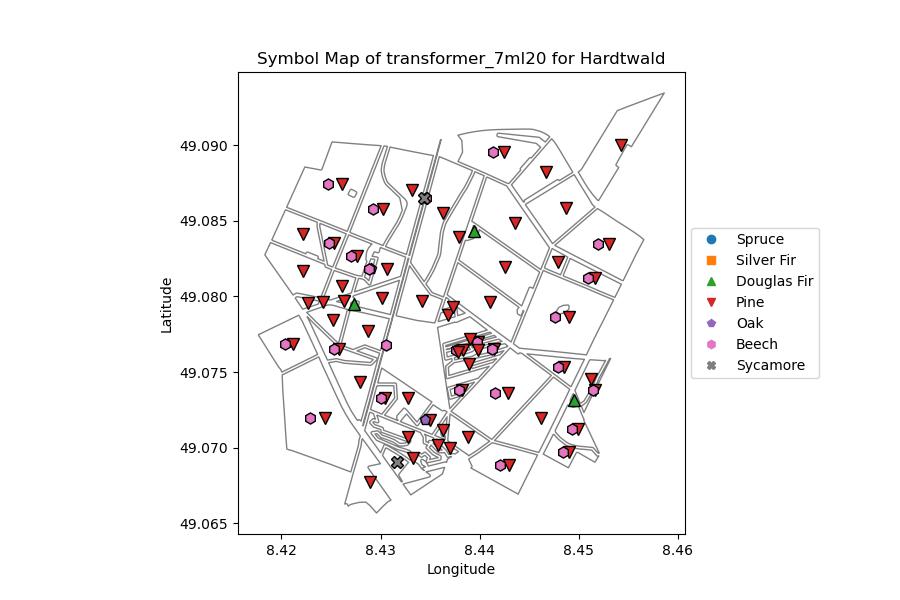 Symbol Map of transformer_7ml20 for Hardtwald
49.090
49.085
49.080
49.075
49.070
49.065
Latitude
8.42 8.43 8.44 8.45 8.46
Longitude
Spruce
Silver Fir
Douglas Fir
Pine
Oak
Beech
Sycamore